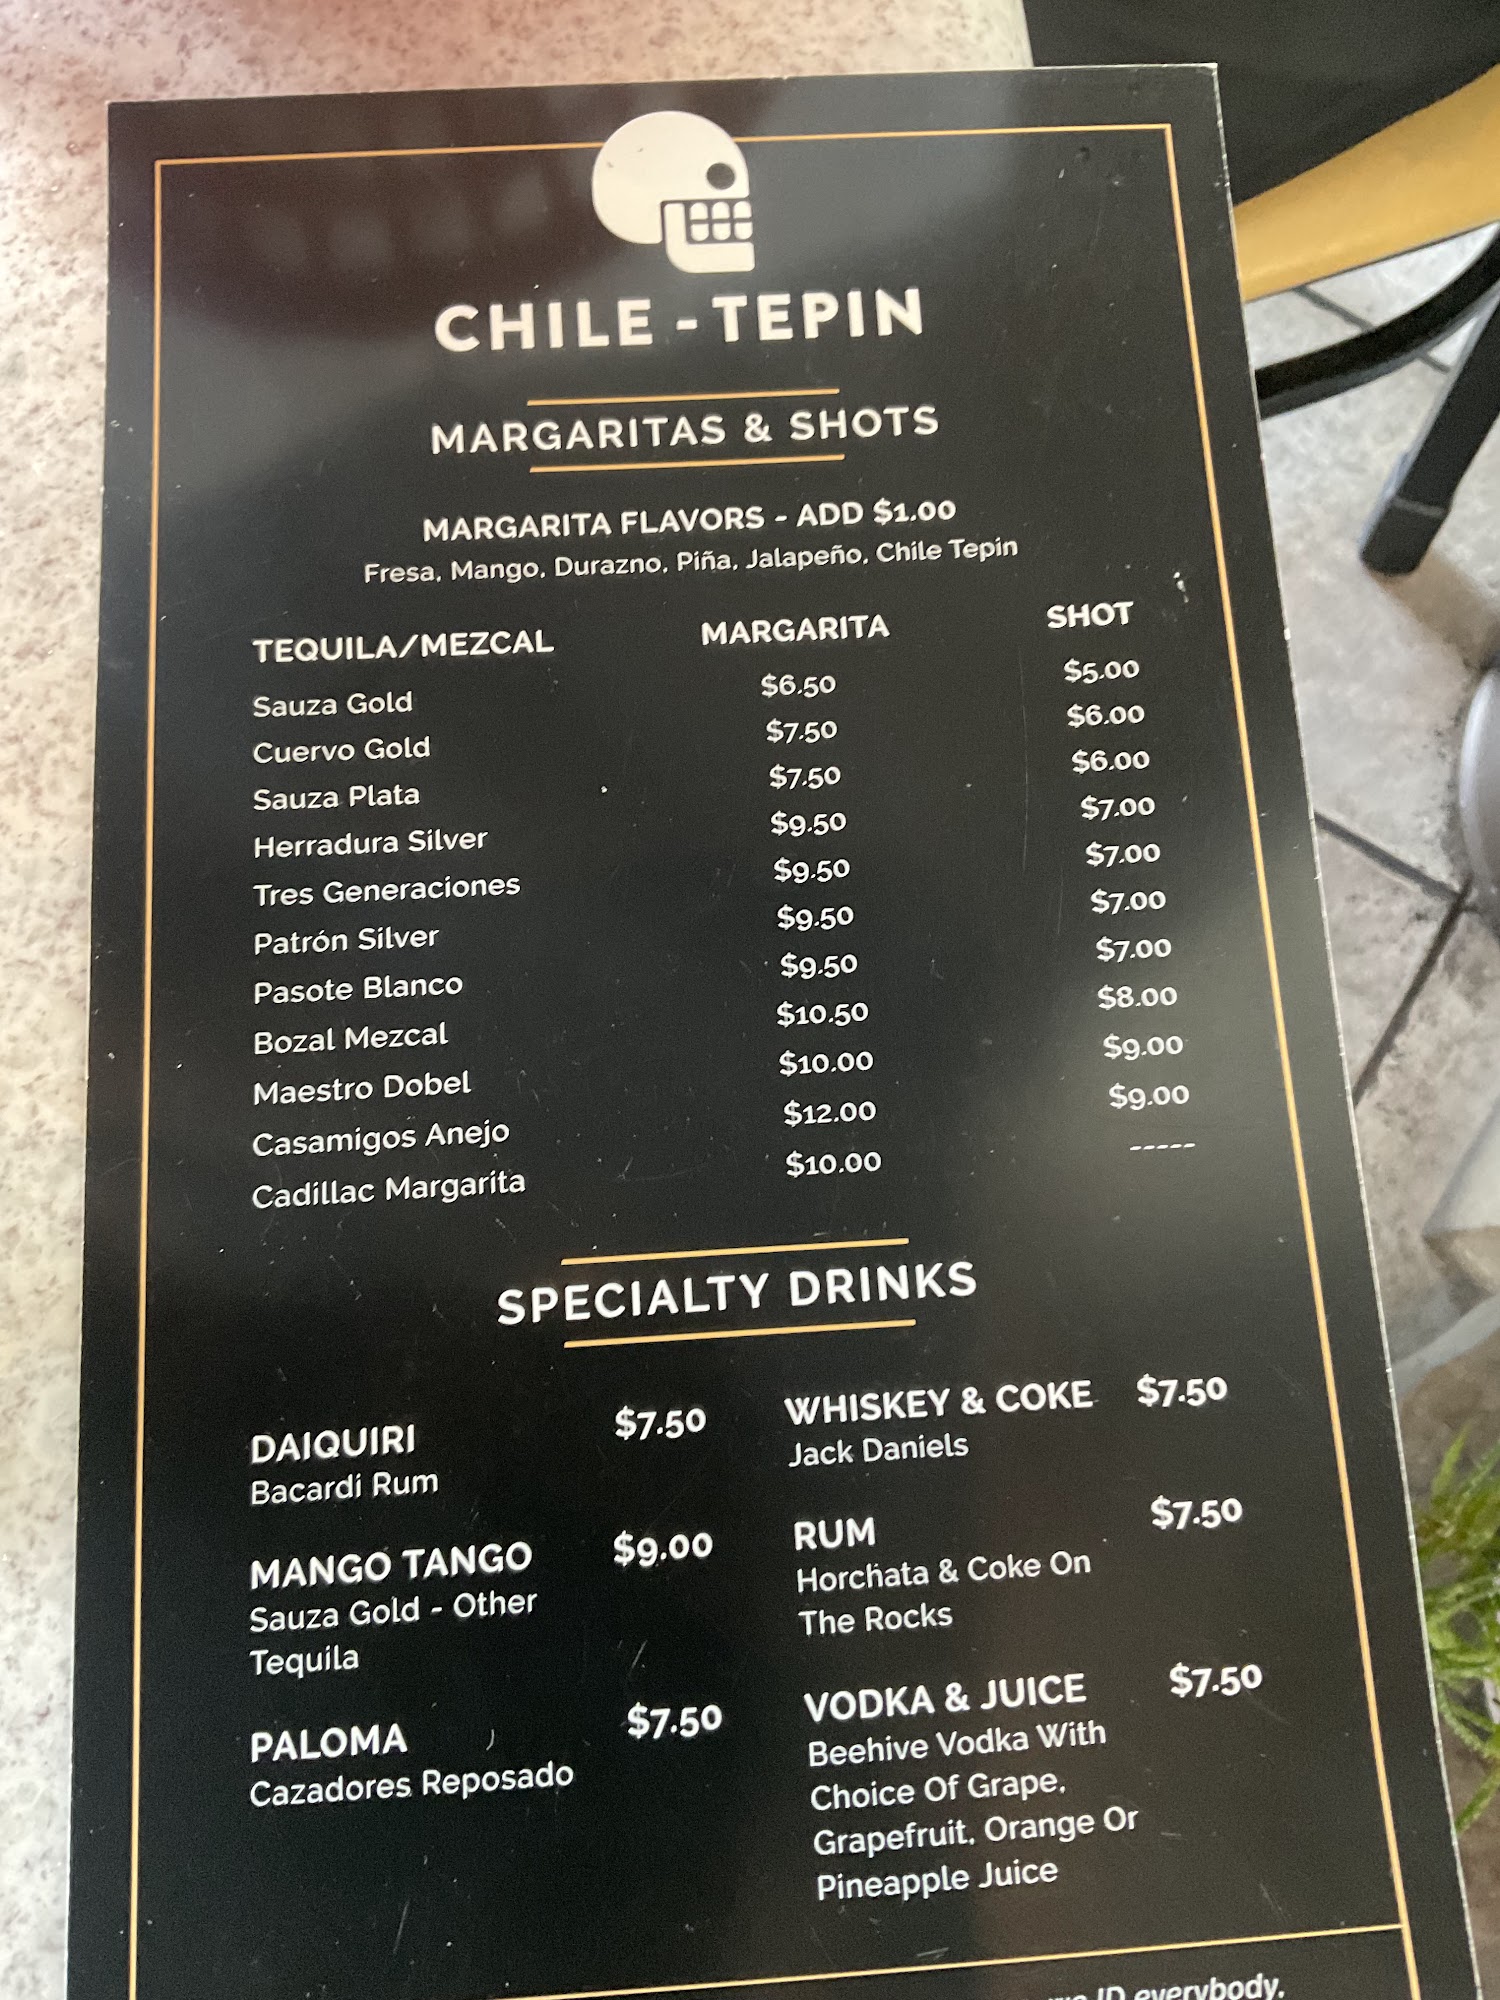 CHILE - TEPIN
MARGARITAS & SHOTS
MARGARITA FLAVORS - ADD $1.00
Fresa, Mango, Durazno, Piña, Jalapeño, Chile Tepin
TEQUILA/MEZCAL MARGARITA SHOT
Sauza Gold $6.50 $5.00
Cuervo Gold $7.50 $6.00
Sauza Plata $7.50 $6.00
Herradura Silver $9.50 $7.00
Tres Generaciones $9.50 $7.00
Patrón Silver $9.50 $7.00
Pasote Blanco $9.50 $7.00
Bozal Mezcal $10.50 $8.00
Maestro Dobel $10.00 $9.00
Casamigos Anejo $12.00 $9.00
Cadillac Margarita $10.00 -----
SPECIALTY DRINKS
DAIQUIRI $7.50
Bacardi Rum
MANGO TANGO $9.00
Sauza Gold - Other
Tequila
PALOMA $7.50
Cazadores Reposado
WHISKEY & COKE $7.50
Jack Daniels
RUM $7.50
Horchata & Coke On
The Rocks
VODKA & JUICE $7.50
Beehive Vodka With
Choice Of Grape,
Grapefruit, Orange Or
Pineapple Juice
ID everybody,